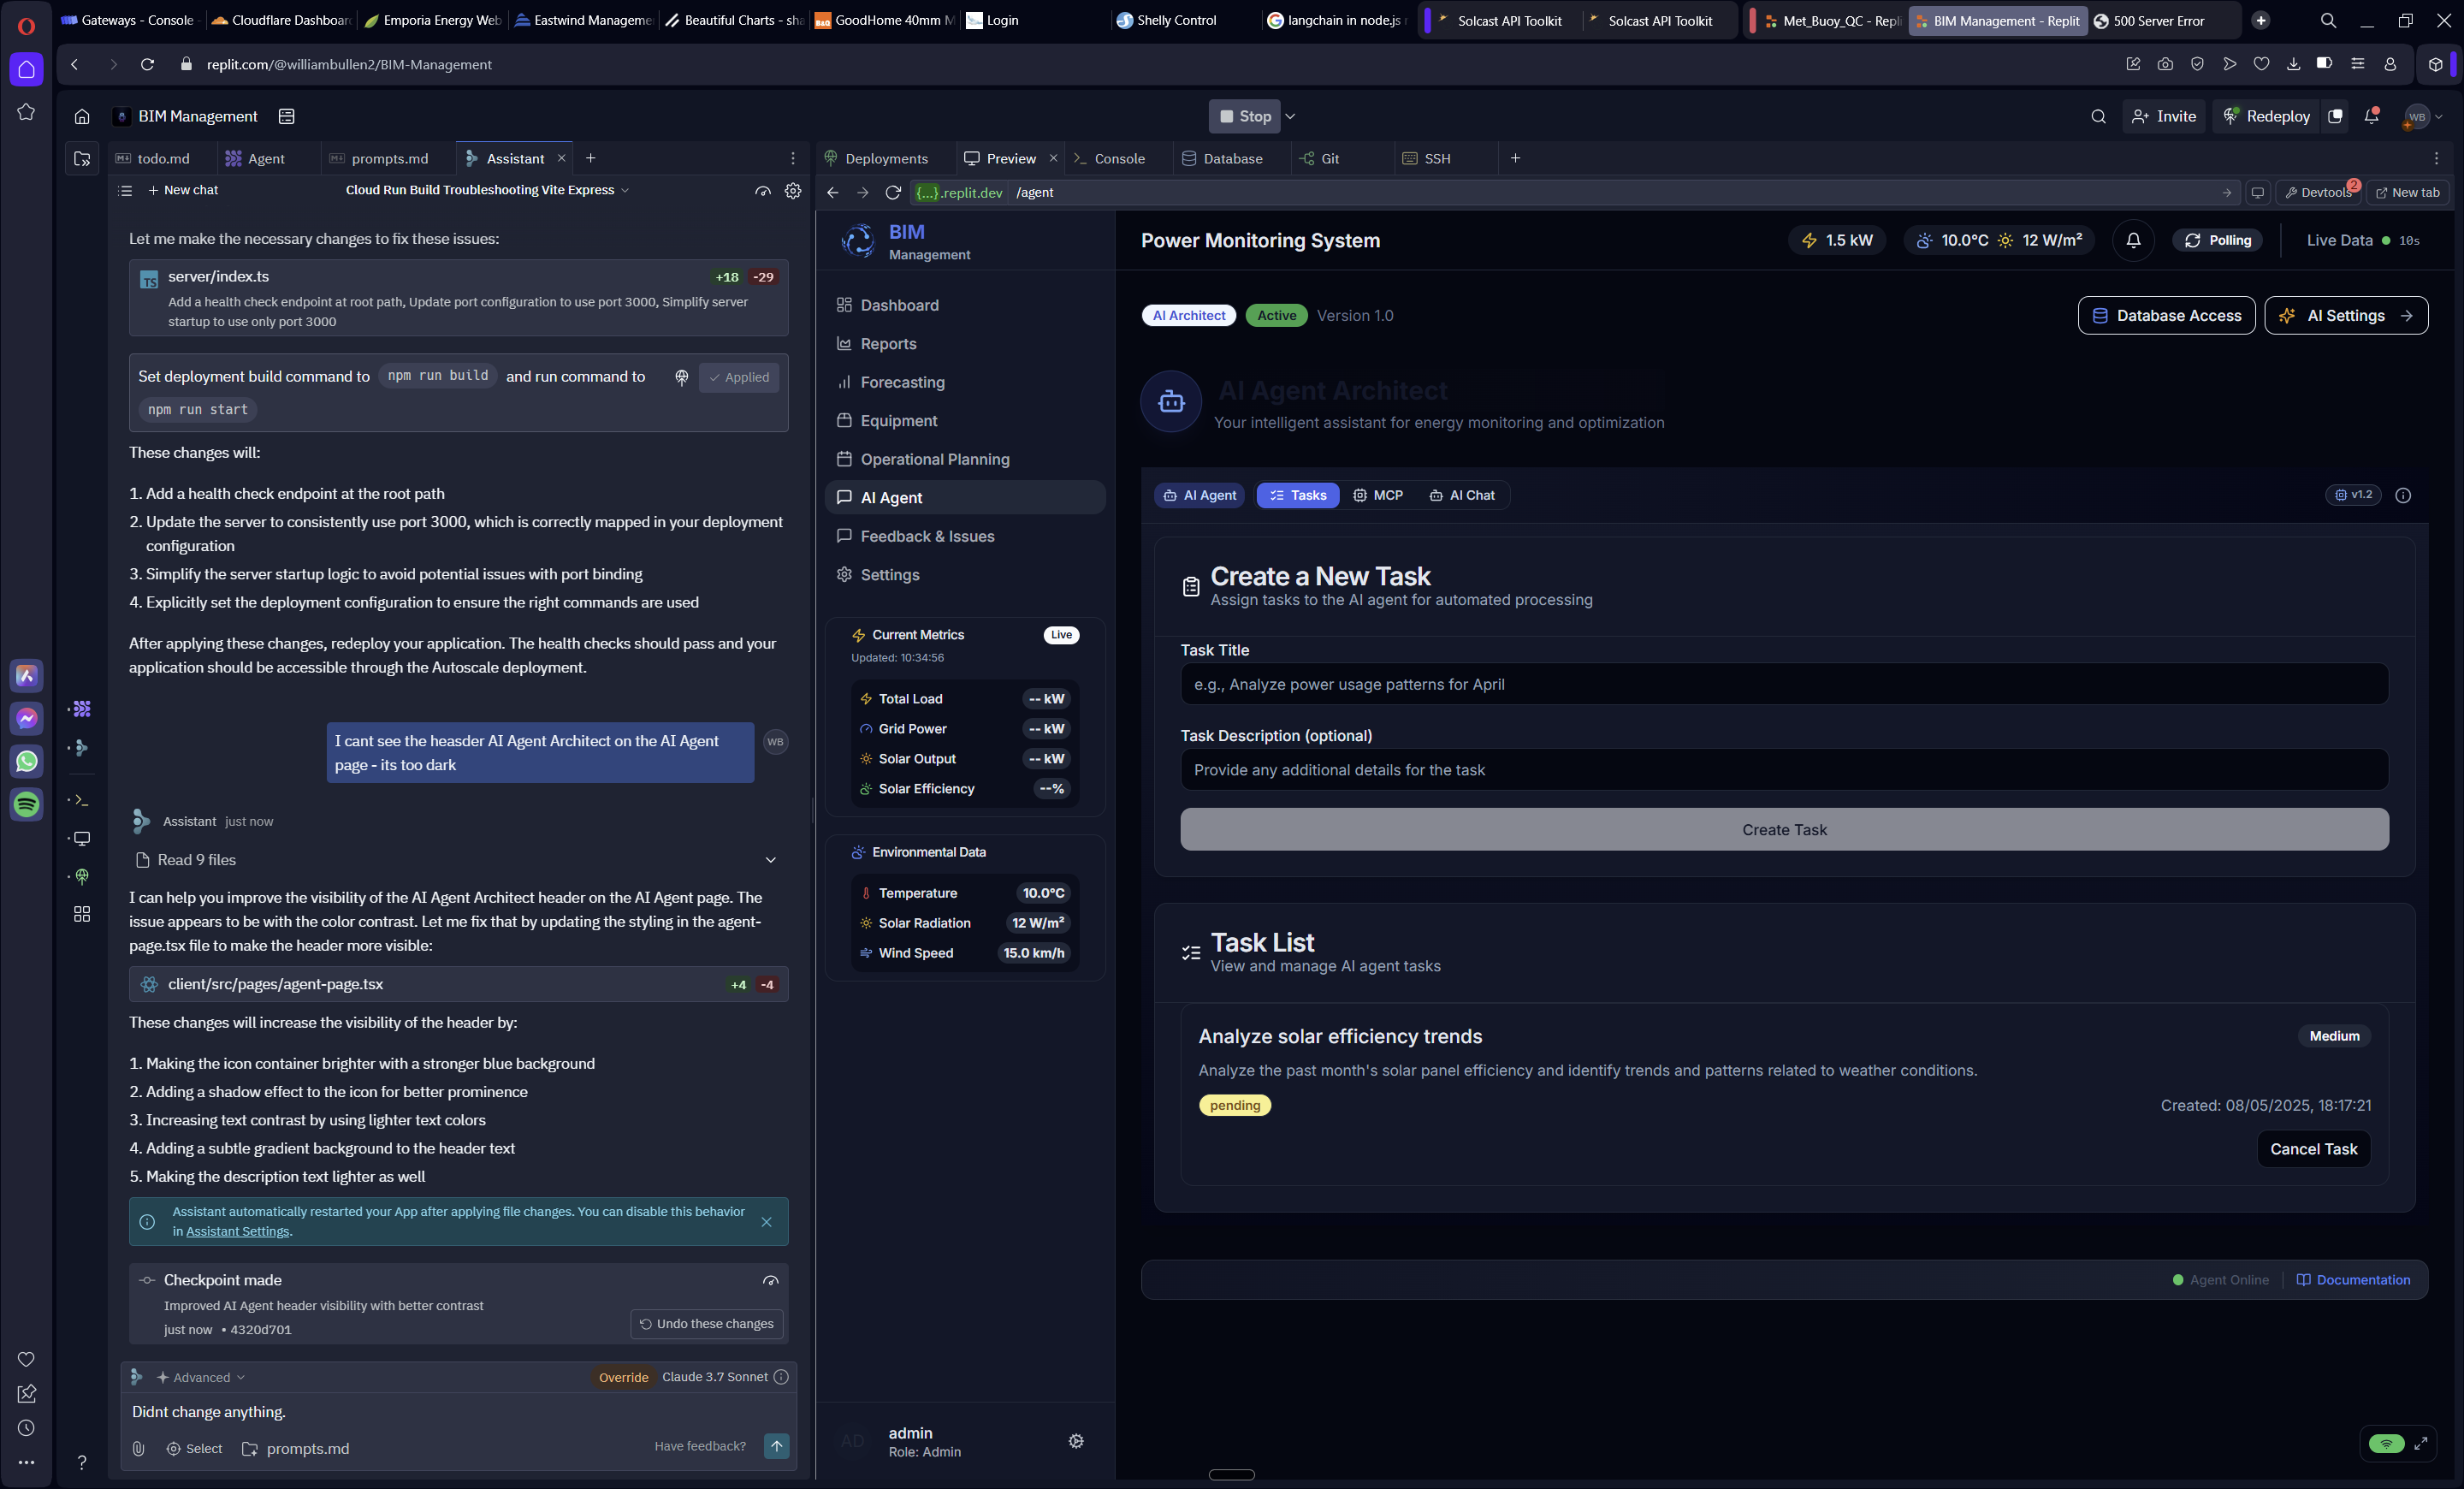 Gateways - Console
Cloudflare Dashboard
Emporia Energy Web
Eastwind Manageme
Beautiful Charts - sha
GoodHome 40mm M
Login
Shelly Control
langchain in node.js
Solcast API Toolkit
Solcast API Toolkit
Met_Buoy_QC - Repli
BIM Management - Replit
500 Server Error
replit.com/@williambullen2/BIM-Management
BIM Management
Stop
Invite
Redeploy
WB
todo.md
Agent
prompts.md
Assistant
Deployments
Preview
Console
Database
Git
SSH
New chat
Cloud Run Build Troubleshooting Vite Express
{...}.replit.dev
/agent
Devtools
2
New tab
Let me make the necessary changes to fix these issues:
TS
server/index.ts
+18 -29
Add a health check endpoint at root path, Update port configuration to use port 3000, Simplify server
startup to use only port 3000
Set deployment build command to npm run build and run command to
Applied
npm run start
These changes will:
1. Add a health check endpoint at the root path
2. Update the server to consistently use port 3000, which is correctly mapped in your deployment
configuration
3. Simplify the server startup logic to avoid potential issues with port binding
4. Explicitly set the deployment configuration to ensure the right commands are used
After applying these changes, redeploy your application. The health checks should pass and your
application should be accessible through the Autoscale deployment.
I cant see the heasder AI Agent Architect on the AI Agent
page - its too dark
WB
Assistant just now
Read 9 files
I can help you improve the visibility of the AI Agent Architect header on the AI Agent page. The
issue appears to be with the color contrast. Let me fix that by updating the styling in the agent-
page.tsx file to make the header more visible:
client/src/pages/agent-page.tsx
+4 -4
These changes will increase the visibility of the header by:
1. Making the icon container brighter with a stronger blue background
2. Adding a shadow effect to the icon for better prominence
3. Increasing text contrast by using lighter text colors
4. Adding a subtle gradient background to the header text
5. Making the description text lighter as well
Assistant automatically restarted your App after applying file changes. You can disable this behavior
in Assistant Settings.
Checkpoint made
Improved AI Agent header visibility with better contrast
just now • 4320d701
Undo these changes
Advanced
Override
Claude 3.7 Sonnet
Didnt change anything.
Select
prompts.md
Have feedback?
BIM
Management
Dashboard
Reports
Forecasting
Equipment
Operational Planning
AI Agent
Feedback & Issues
Settings
Current Metrics
Live
Updated: 10:34:56
Total Load
-- kW
Grid Power
-- kW
Solar Output
-- kW
Solar Efficiency
--%
Environmental Data
Temperature
10.0°C
Solar Radiation
12 W/m²
Wind Speed
15.0 km/h
AD
admin
Role: Admin
Power Monitoring System
1.5 kW
10.0°C
12 W/m²
Polling
Live Data
10s
AI Architect
Active
Version 1.0
Database Access
AI Settings
AI Agent Architect
Your intelligent assistant for energy monitoring and optimization
AI Agent
Tasks
MCP
AI Chat
v1.2
Create a New Task
Assign tasks to the AI agent for automated processing
Task Title
e.g., Analyze power usage patterns for April
Task Description (optional)
Provide any additional details for the task
Create Task
Task List
View and manage AI agent tasks
Analyze solar efficiency trends
Medium
Analyze the past month's solar panel efficiency and identify trends and patterns related to weather conditions.
pending
Created: 08/05/2025, 18:17:21
Cancel Task
Agent Online
Documentation